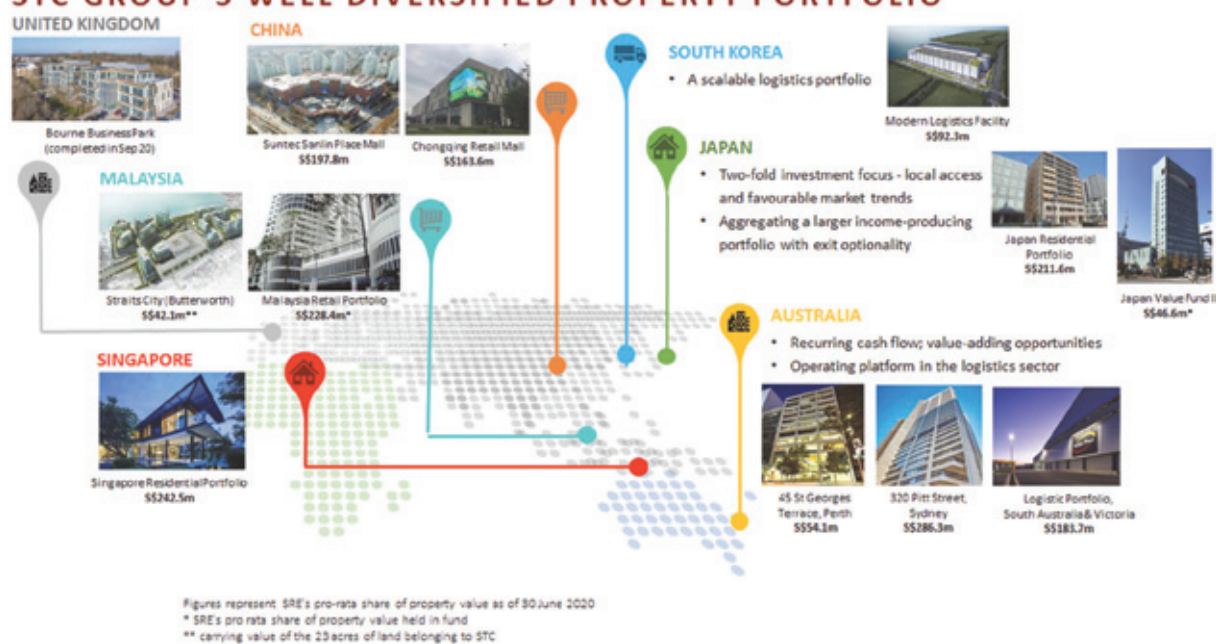 STC GROUP'S WELL DIVERSIFIED PROPERTY PORTFOLIO
UNITED KINGDOM
Bourne Business Park
(completed in Sep 20)
CHINA
Suntec Sanlin Place Mall
S$197.8m
Chongqing Retail Mall
S$163.6m
SOUTH KOREA
• A scalable logistics portfolio
Modern Logistics Facility
S$92.3m
JAPAN
• Two-fold investment focus - local access
and favourable market trends
• Aggregating a larger income-producing
portfolio with exit optionality
Japan Residential
Portfolio
S$211.6m
Japan Value Fund II
S$46.6m*
MALAYSIA
Straits City (Butterworth)
S$42.1m**
Malaysia Retail Portfolio
S$228.4m*
SINGAPORE
Singapore Residential Portfolio
S$242.5m
AUSTRALIA
• Recurring cash flow; value-adding opportunities
• Operating platform in the logistics sector
45 St Georges
Terrace, Perth
S$54.1m
320 Pitt Street,
Sydney
S$286.3m
Logistic Portfolio,
South Australia & Victoria
S$183.7m
Figures represent SRE's pro-rata share of property value as of 30 June 2020
* SRE's pro rata share of property value held in fund
** carrying value of the 23 acres of land belonging to STC